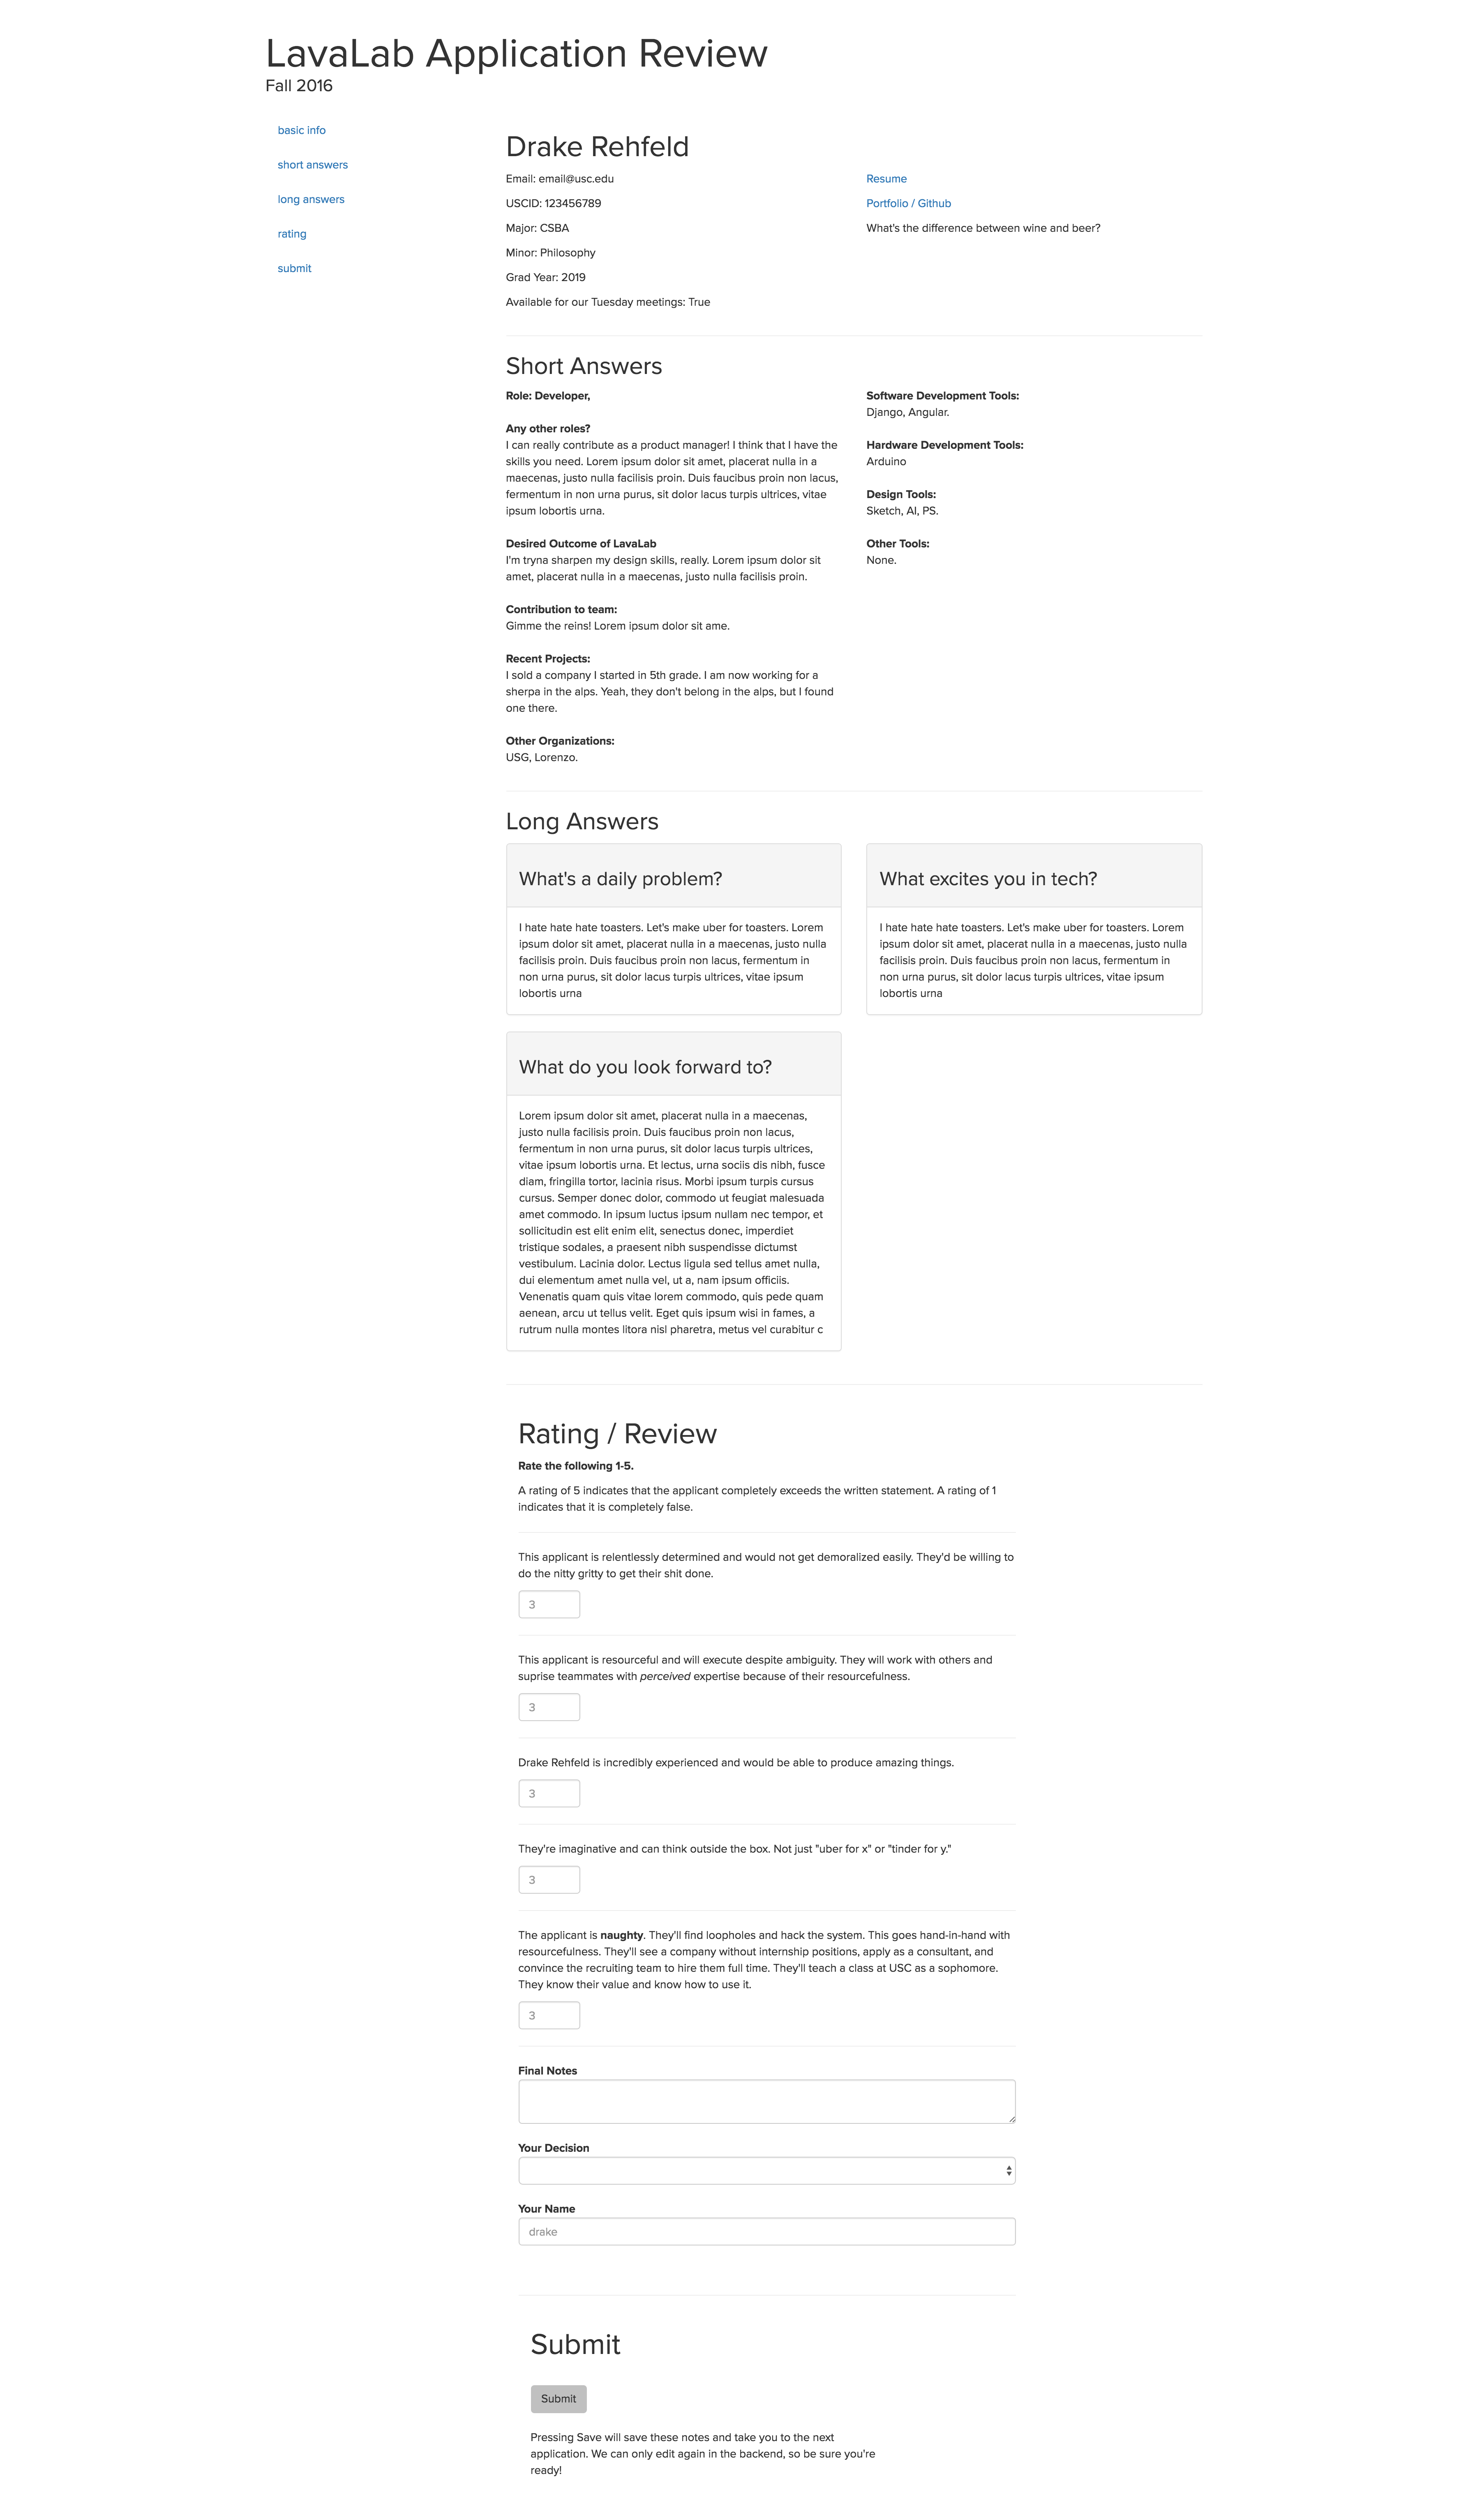 LavaLab Application Review
Fall 2016
basic info
short answers
long answers
rating
submit
Drake Rehfeld
Email: email@usc.edu
USCID: 123456789
Major: CSBA
Minor: Philosophy
Grad Year: 2019
Available for our Tuesday meetings: True
Resume
Portfolio / Github
What's the difference between wine and beer?
Short Answers
Role: Developer,
Any other roles?
I can really contribute as a product manager! I think that I have the
skills you need. Lorem ipsum dolor sit amet, placerat nulla in a
maecenas, justo nulla facilisis proin. Duis faucibus proin non lacus,
fermentum in non urna purus, sit dolor lacus turpis ultrices, vitae
ipsum lobortis urna.
Desired Outcome of LavaLab
I'm tryna sharpen my design skills, really. Lorem ipsum dolor sit
amet, placerat nulla in a maecenas, justo nulla facilisis proin.
Contribution to team:
Gimme the reins! Lorem ipsum dolor sit ame.
Recent Projects:
I sold a company I started in 5th grade. I am now working for a
sherpa in the alps. Yeah, they don't belong in the alps, but I found
one there.
Other Organizations:
USG, Lorenzo.
Software Development Tools:
Django, Angular.
Hardware Development Tools:
Arduino
Design Tools:
Sketch, AI, PS.
Other Tools:
None.
Long Answers
What's a daily problem?
I hate hate hate toasters. Let's make uber for toasters. Lorem
ipsum dolor sit amet, placerat nulla in a maecenas, justo nulla
facilisis proin. Duis faucibus proin non lacus, fermentum in
non urna purus, sit dolor lacus turpis ultrices, vitae ipsum
lobortis urna
What excites you in tech?
I hate hate hate toasters. Let's make uber for toasters. Lorem
ipsum dolor sit amet, placerat nulla in a maecenas, justo nulla
facilisis proin. Duis faucibus proin non lacus, fermentum in
non urna purus, sit dolor lacus turpis ultrices, vitae ipsum
lobortis urna
What do you look forward to?
Lorem ipsum dolor sit amet, placerat nulla in a maecenas,
justo nulla facilisis proin. Duis faucibus proin non lacus,
fermentum in non urna purus, sit dolor lacus turpis ultrices,
vitae ipsum lobortis urna. Et lectus, urna sociis dis nibh, fusce
diam, fringilla tortor, lacinia risus. Morbi ipsum turpis cursus
cursus. Semper donec dolor, commodo ut feugiat malesuada
amet commodo. In ipsum luctus ipsum nullam nec tempor, et
sollicitudin est elit enim elit, senectus donec, imperdiet
tristique sodales, a praesent nibh suspendisse dictumst
vestibulum. Lacinia dolor. Lectus ligula sed tellus amet nulla,
dui elementum amet nulla vel, ut a, nam ipsum officiis.
Venenatis quam quis vitae lorem commodo, quis pede quam
aenean, arcu ut tellus velit. Eget quis ipsum wisi in fames, a
rutrum nulla montes litora nisl pharetra, metus vel curabitur c
Rating / Review
Rate the following 1-5.
A rating of 5 indicates that the applicant completely exceeds the written statement. A rating of 1
indicates that it is completely false.
This applicant is relentlessly determined and would not get demoralized easily. They'd be willing to
do the nitty gritty to get their shit done.
3
This applicant is resourceful and will execute despite ambiguity. They will work with others and
suprise teammates with perceived expertise because of their resourcefulness.
3
Drake Rehfeld is incredibly experienced and would be able to produce amazing things.
3
They're imaginative and can think outside the box. Not just "uber for x" or "tinder for y."
3
The applicant is naughty. They'll find loopholes and hack the system. This goes hand-in-hand with
resourcefulness. They'll see a company without internship positions, apply as a consultant, and
convince the recruiting team to hire them full time. They'll teach a class at USC as a sophomore.
They know their value and know how to use it.
3
Final Notes
Your Decision
Your Name
drake
Submit
Submit
Pressing Save will save these notes and take you to the next
application. We can only edit again in the backend, so be sure you're
ready!